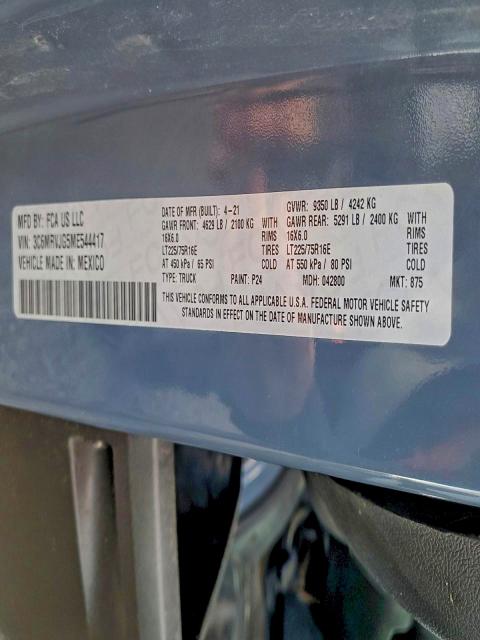 MFD BY: FCA US LLC
DATE OF MFR (BUILT): 4-21
GVWR: 9350 LB / 4242 KG
GAWR FRONT: 4629 LB / 2100 KG WITH
GAWR REAR: 5291 LB / 2400 KG WITH
VIN: 3C6MRVJG5ME544417
16X6.0 RIMS
16X6.0 RIMS
VEHICLE MADE IN: MEXICO
LT225/75R16E TIRES
LT225/75R16E TIRES
AT 450 kPa / 65 PSI COLD
AT 550 kPa / 80 PSI COLD
TYPE: TRUCK PAINT: P24 MDH: 042800 MKT: 875
THIS VEHICLE CONFORMS TO ALL APPLICABLE U.S.A. FEDERAL MOTOR VEHICLE SAFETY
STANDARDS IN EFFECT ON THE DATE OF MANUFACTURE SHOWN ABOVE.